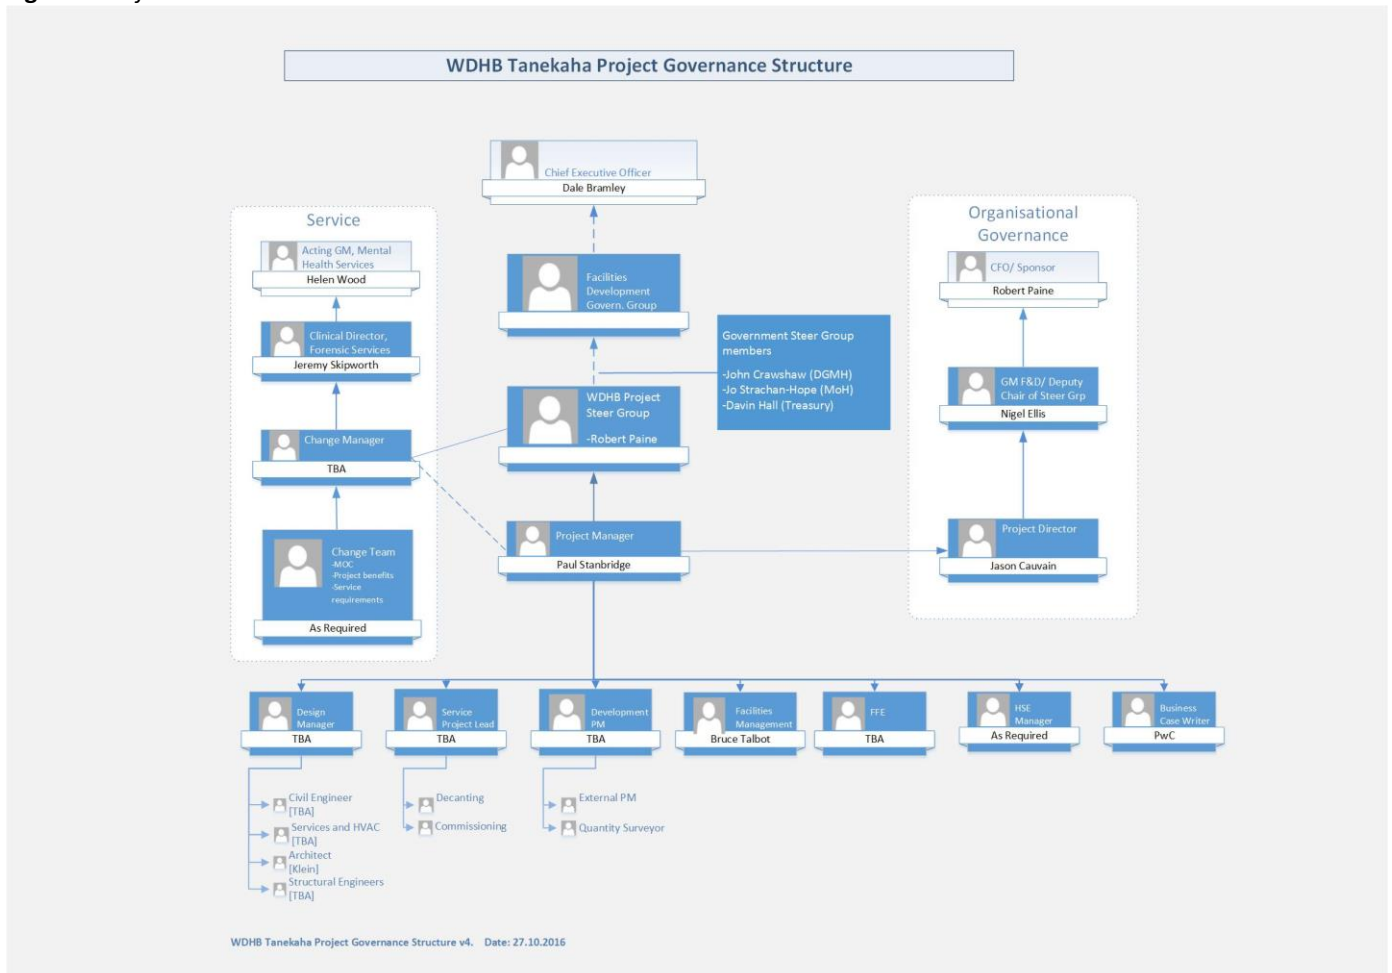 WDHB Tanekaha Project Governance Structure
Chief Executive Officer
Dale Bramley
Service
Acting GM, Mental
Health Services
Helen Wood
Clinical Director,
Forensic Services
Jeremy Skipworth
Change Manager
TBA
Change Team
-MOC
-Project benefits
-Service
requirements
As Required
Facilities
Development
Govern. Group
Government Steer Group
members
-John Crawshaw (DGMH)
-Jo Strachan-Hope (MoH)
-Davin Hall (Treasury)
WDHB Project
Steer Group
-Robert Paine
Project Manager
Paul Stanbridge
Organisational
Governance
CFO/ Sponsor
Robert Paine
GM F&D/ Deputy
Chair of Steer Grp
Nigel Ellis
Project Director
Jason Cauvain
Design
Manager
TBA
Service
Project Lead
TBA
Development
PM
TBA
Facilities
Management
Bruce Talbot
FFE
TBA
HSE
Manager
As Required
Business
Case Writer
PwC
Civil Engineer
[TBA]
Services and HVAC
[TBA]
Architect
[Klein]
Structural Engineers
[TBA]
Decanting
Commissioning
External PM
Quantity Surveyor
WDHB Tanekaha Project Governance Structure v4. Date: 27.10.2016